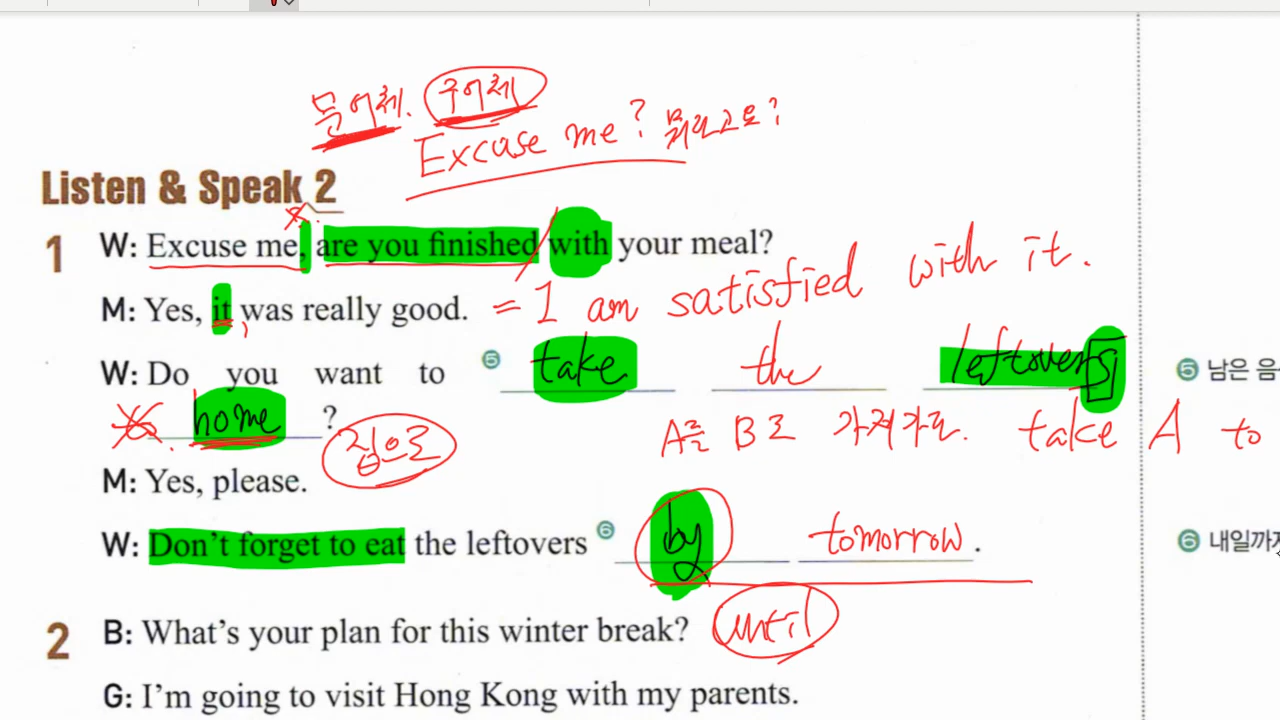 문어체. 구어체
Excuse me? 뭐라고요?
Listen & Speak 2
1 W: Excuse me, are you finished with your meal?
M: Yes, it was really good. = I am satisfied with it.
W: Do you want to ⑤ take the leftovers
home ?
⑤ 남은 음
집으로
A를 B로 가져가다. take A to
M: Yes, please.
W: Don't forget to eat the leftovers ⑥ by tomorrow.
⑥ 내일까지
until
2 B: What's your plan for this winter break?
G: I'm going to visit Hong Kong with my parents.